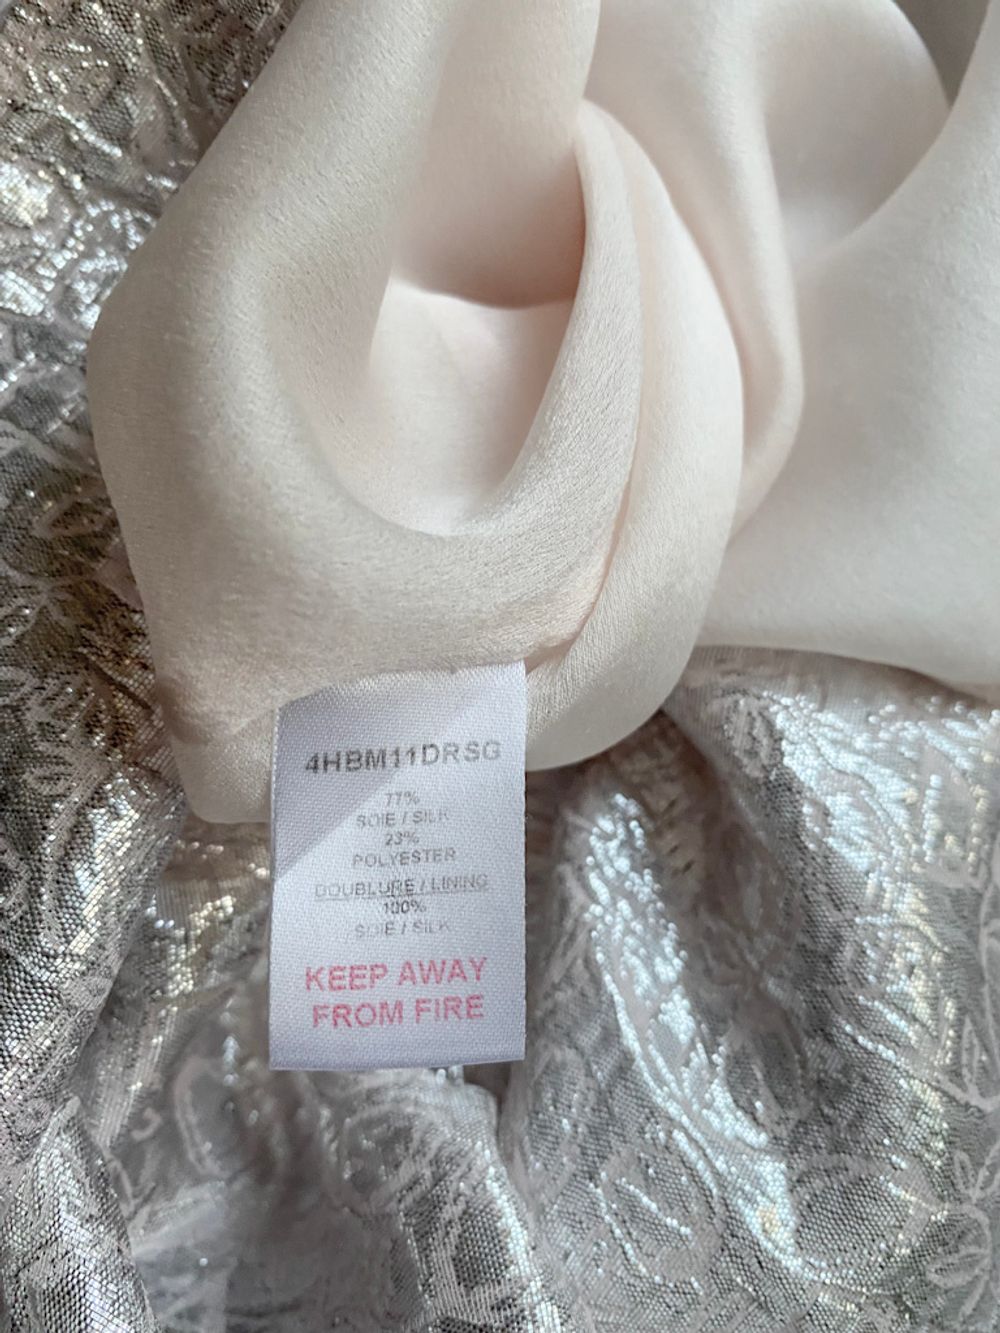 4HBM11DRSG
77%
SOIE / SILK
23%
POLYESTER
DOUBLURE / LINING
100%
SOIE / SILK
KEEP AWAY
FROM FIRE